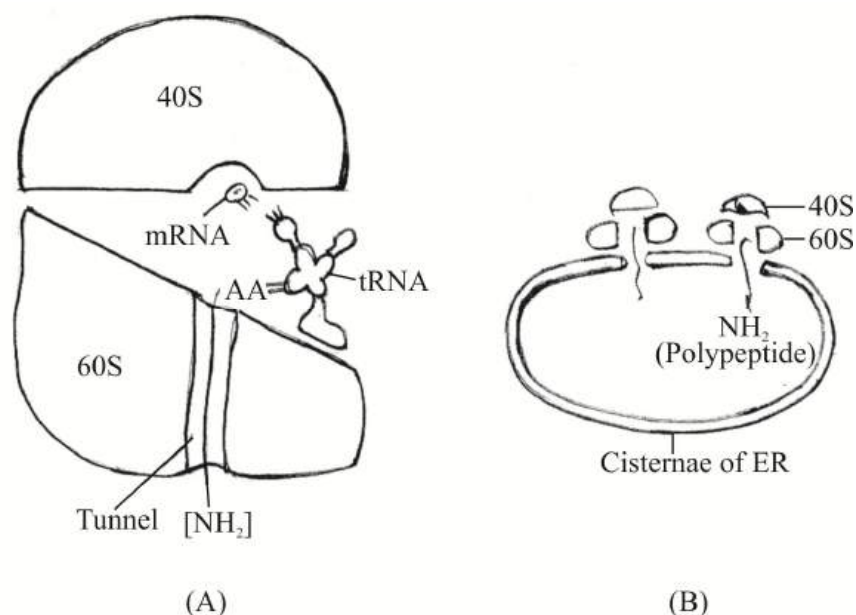 40S
mRNA
AA
tRNA
60S
Tunnel
[NH₂]
(A)
40S
60S
NH₂
(Polypeptide)
Cisternae of ER
(B)